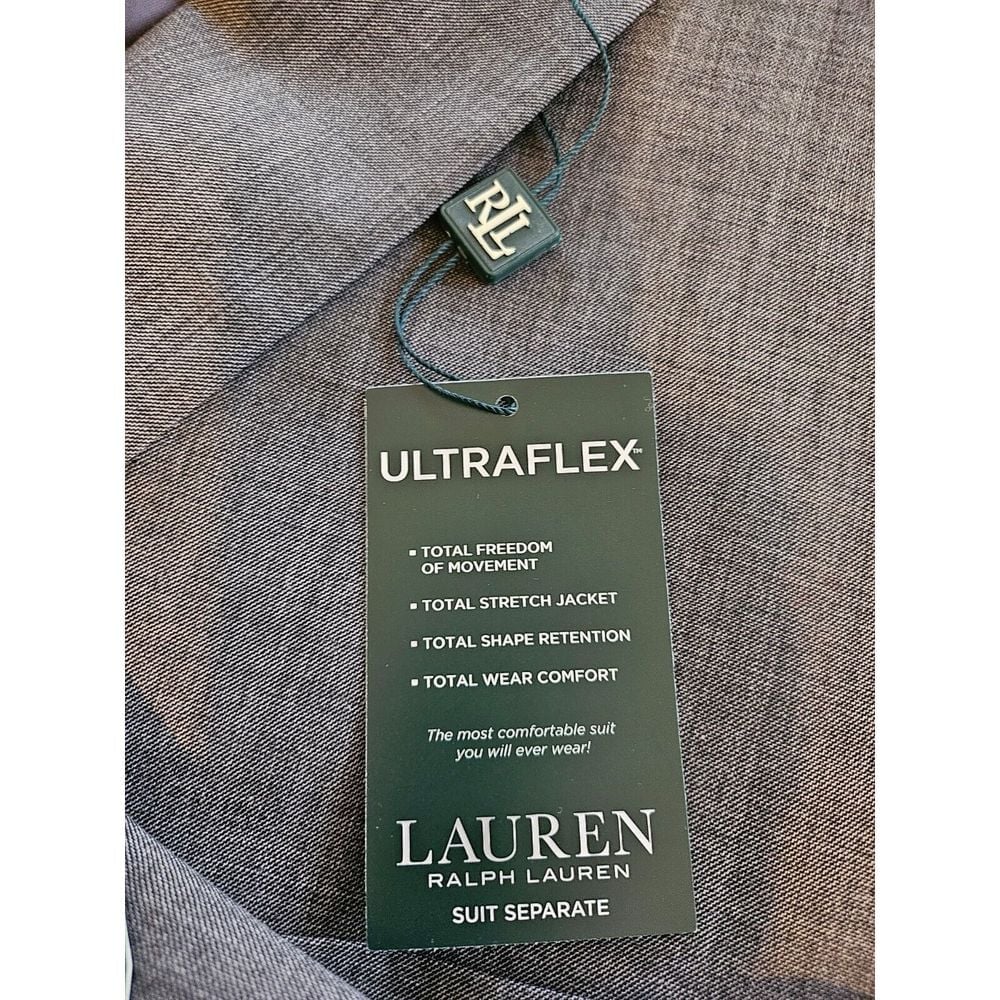 RLL
ULTRAFLEX™
▪ TOTAL FREEDOM
OF MOVEMENT
▪ TOTAL STRETCH JACKET
▪ TOTAL SHAPE RETENTION
▪ TOTAL WEAR COMFORT
The most comfortable suit
you will ever wear!
LAUREN
RALPH LAUREN
SUIT SEPARATE